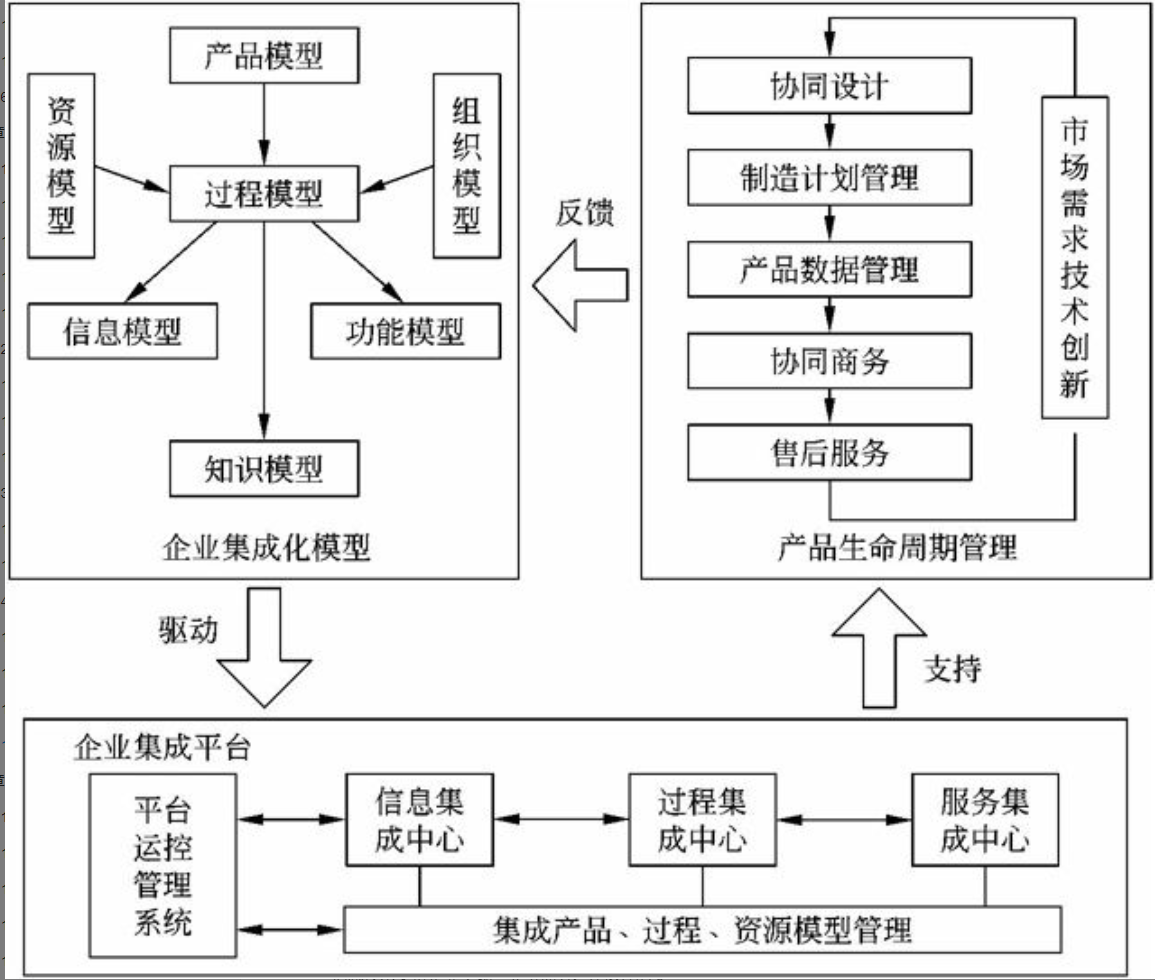 产品模型
资源模型
组织模型
过程模型
信息模型
功能模型
知识模型
企业集成化模型
反馈
协同设计
制造计划管理
产品数据管理
协同商务
售后服务
市场需求技术创新
产品生命周期管理
驱动
支持
企业集成平台
平台
运控
管理
系统
信息集
成中心
过程集
成中心
服务集
成中心
集成产品、过程、资源模型管理